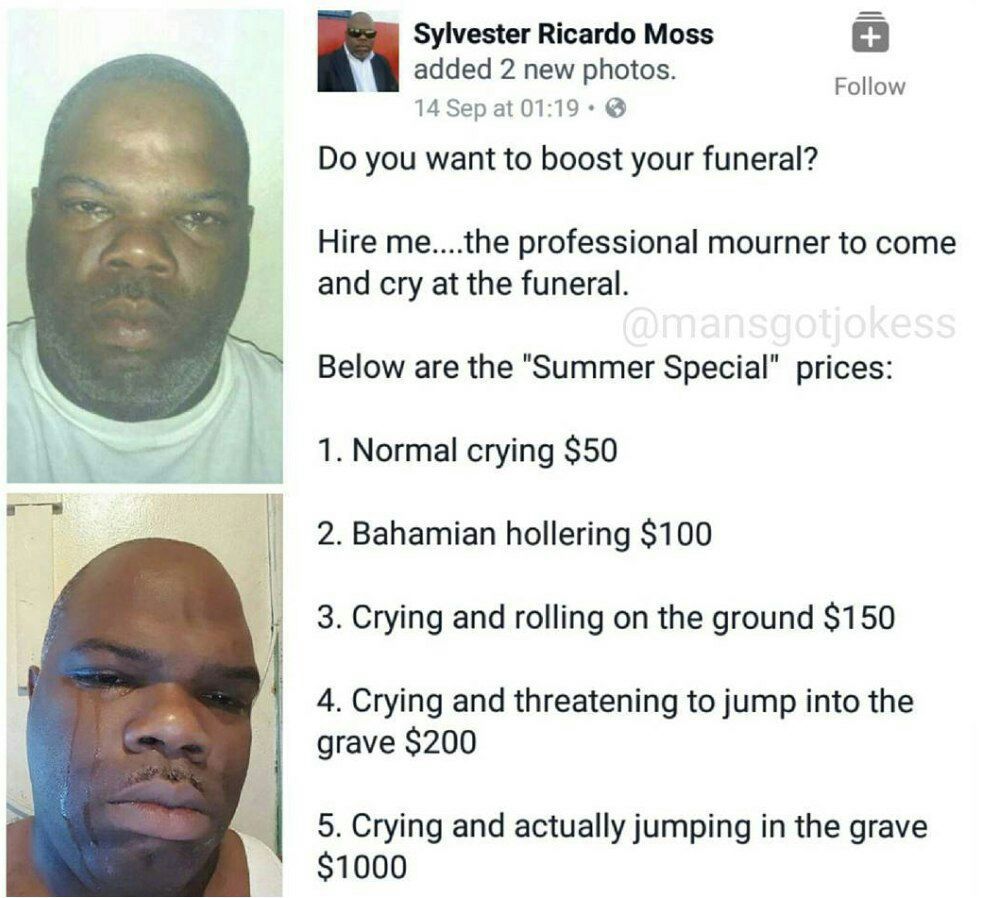 Sylvester Ricardo Moss
added 2 new photos.
14 Sep at 01:19 •
Follow
Do you want to boost your funeral?
Hire me....the professional mourner to come
and cry at the funeral.
@mansgotjokess
Below are the "Summer Special" prices:
1. Normal crying $50
2. Bahamian hollering $100
3. Crying and rolling on the ground $150
4. Crying and threatening to jump into the
grave $200
5. Crying and actually jumping in the grave
$1000